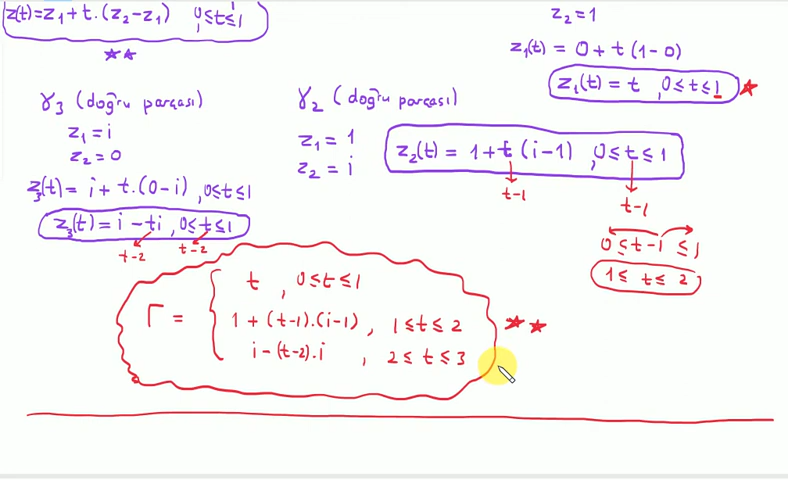 z(t)=z₁+t.(z₂-z₁) 0≤t≤1
★★
z₂=1
z₁(t) = 0+t(1-0)
z₁(t) = t , 0≤t≤1 ★
γ₃ (doğru parçası)
z₁ = i
z₂ = 0
z₃(t) = i + t.(0-i) , 0≤t≤1
z₃(t) = i - ti , 0≤t≤1
t-2 t-2
γ₂ (doğru parçası)
z₁ = 1
z₂ = i
z₂(t) = 1+t(i-1) , 0≤t≤1
t-1 t-1
0≤t-1≤1
1≤ t≤ 2
Γ = { t , 0≤t≤1
1 + (t-1).(i-1) , 1≤t≤2
i-(t-2).i , 2≤t≤3
★★